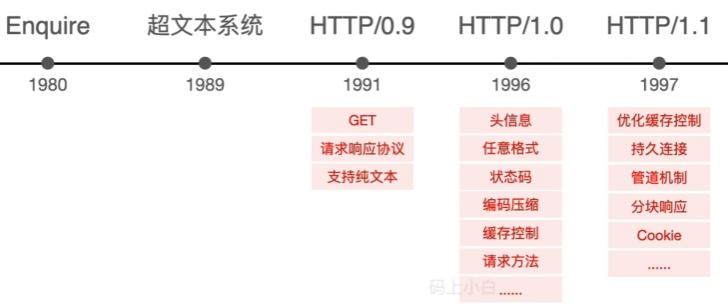 Enquire
超文本系统
HTTP/0.9
HTTP/1.0
HTTP/1.1
1980
1989
1991
1996
1997
GET
请求响应协议
支持纯文本
头信息
任意格式
状态码
编码压缩
缓存控制
请求方法
......
优化缓存控制
持久连接
管道机制
分块响应
Cookie
......
码上小白